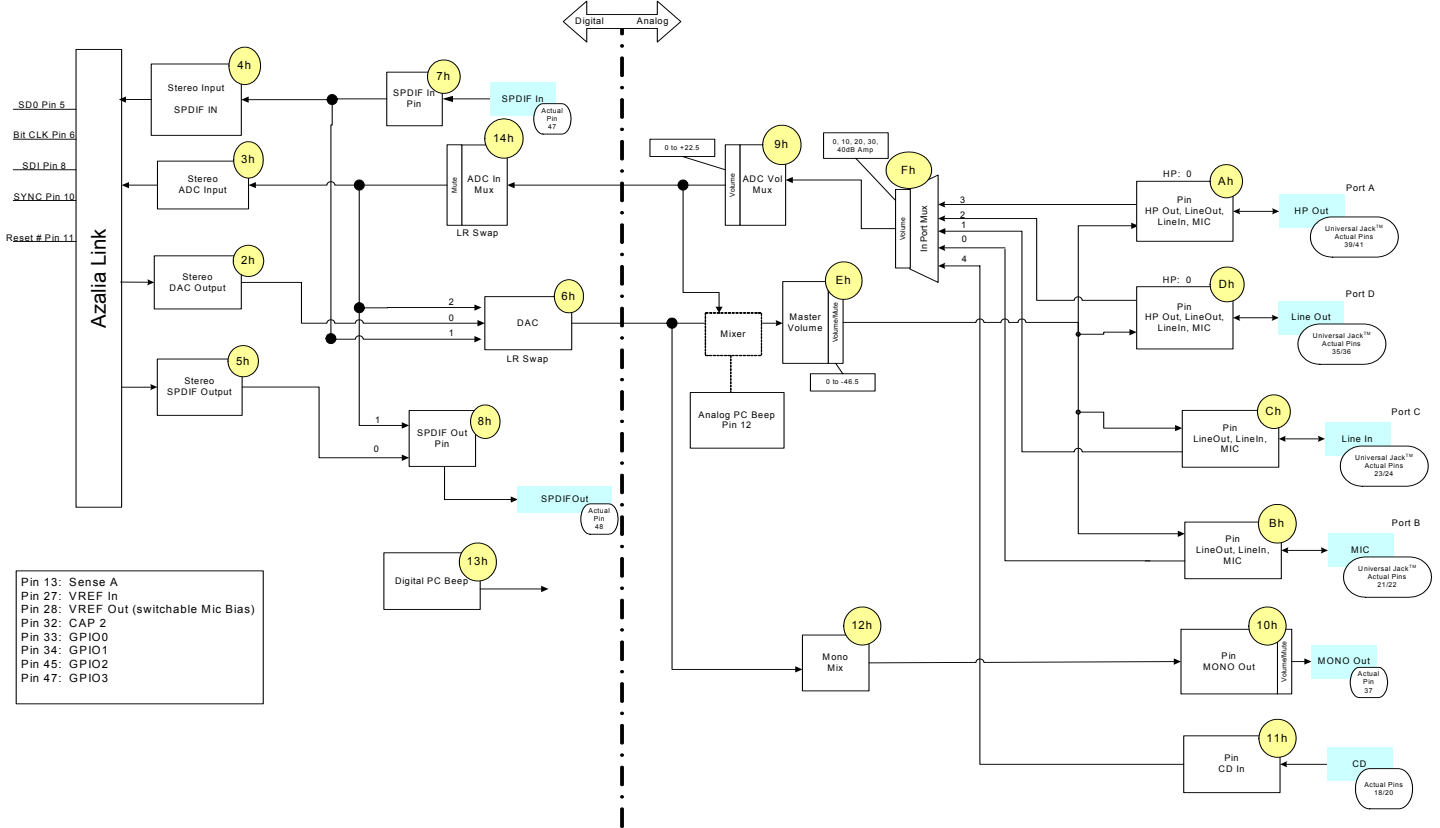 Digital
Analog
4h
Stereo Input
SPDIF IN
7h
SPDIF In
Pin
SPDIF In
Actual
Pin
47
SD0 Pin 5
Bit CLK Pin 6
SDI Pin 8
SYNC Pin 10
Reset # Pin 11
Azalia Link
3h
Stereo
ADC Input
14h
Mute
ADC In
Mux
LR Swap
0 to +22.5
9h
Volume
ADC Vol
Mux
0, 10, 20, 30,
40dB Amp
Fh
Volume
In Port Mux
3
2
1
0
4
HP: 0
Ah
Pin
HP Out, LineOut,
LineIn, MIC
Port A
HP Out
Universal Jack™
Actual Pins
39/41
2h
Stereo
DAC Output
2
0
1
6h
DAC
LR Swap
Mixer
Eh
Master
Volume
Volume/Mute
0 to -46.5
HP: 0
Dh
Pin
HP Out, LineOut,
LineIn, MIC
Port D
Line Out
Universal Jack™
Actual Pins
35/36
5h
Stereo
SPDIF Output
1
0
8h
SPDIF Out
Pin
Analog PC Beep
Pin 12
Ch
Pin
LineOut, LineIn,
MIC
Port C
Line In
Universal Jack™
Actual Pins
23/24
SPDIFOut
Actual
Pin
48
Bh
Pin
LineOut, LineIn,
MIC
Port B
MIC
Universal Jack™
Actual Pins
21/22
13h
Digital PC Beep
Pin 13: Sense A
Pin 27: VREF In
Pin 28: VREF Out (switchable Mic Bias)
Pin 32: CAP 2
Pin 33: GPIO0
Pin 34: GPIO1
Pin 45: GPIO2
Pin 47: GPIO3
12h
Mono
Mix
10h
Pin
MONO Out
Volume/Mute
MONO Out
Actual
Pin
37
11h
Pin
CD In
CD
Actual Pins
18/20